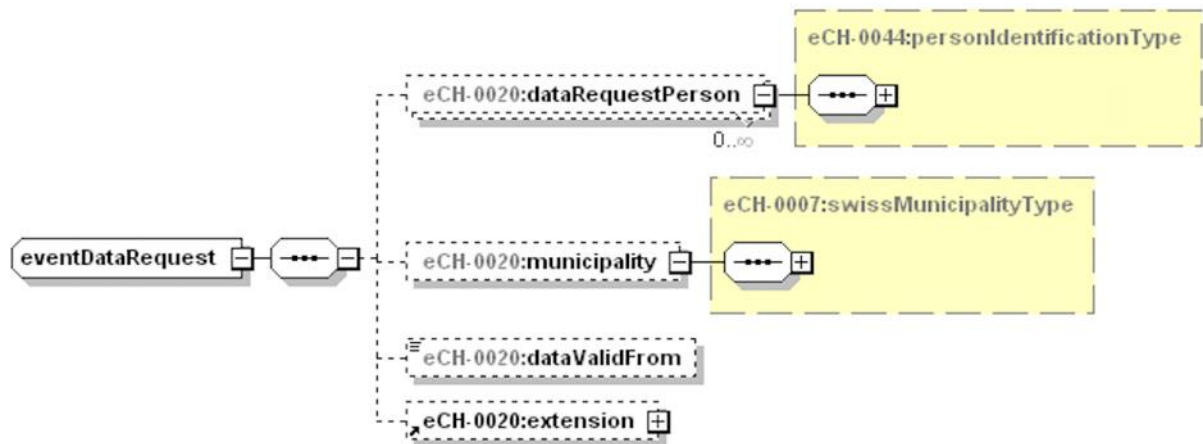 eCH-0044:personIdentificationType
eCH-0020:dataRequestPerson
0..∞
eCH-0007:swissMunicipalityType
eventDataRequest
eCH-0020:municipality
eCH-0020:dataValidFrom
eCH-0020:extension